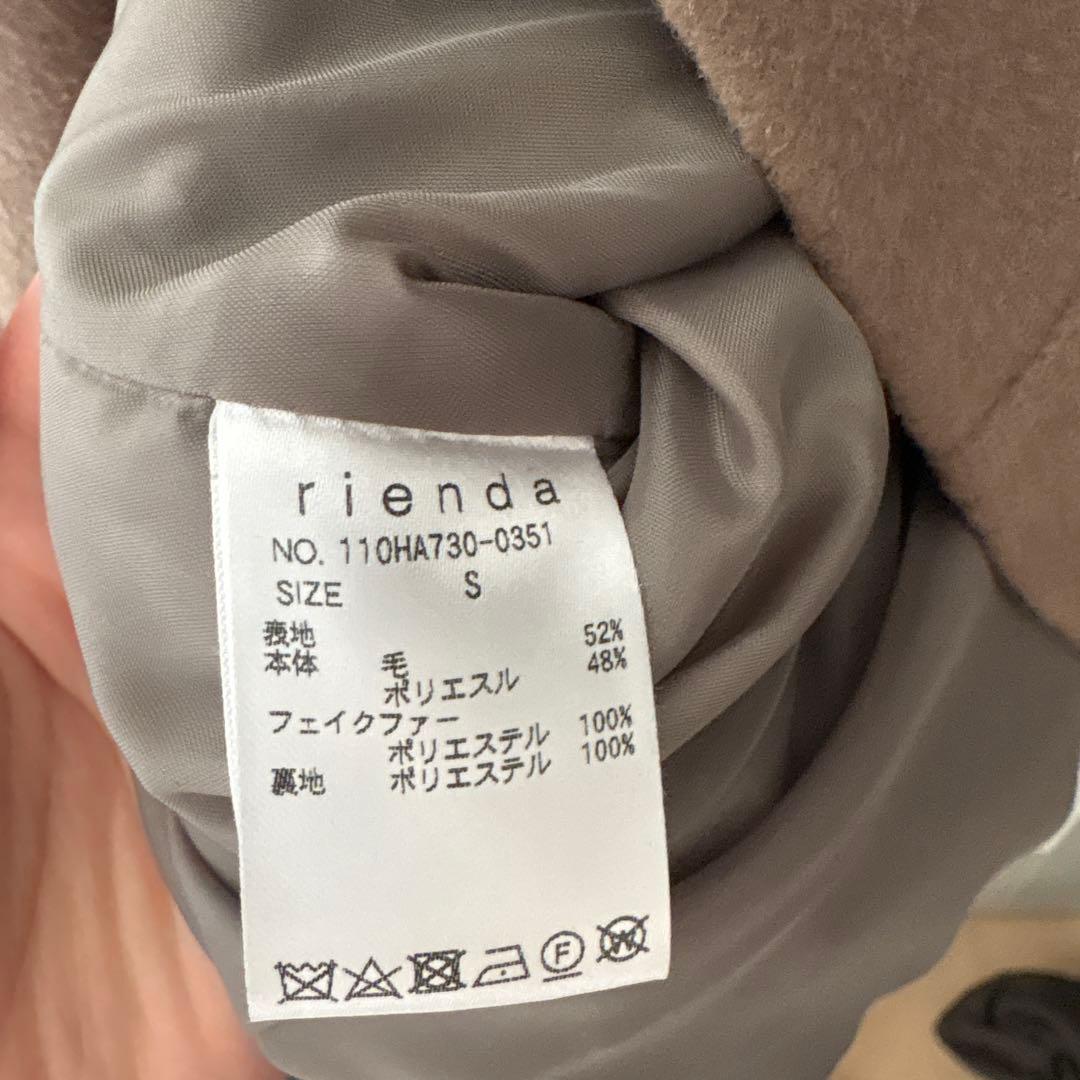 rienda
NO. 110HA730-0351
SIZE S
表地
本体 毛 52%
ポリエスル 48%
フェイクファー
ポリエステル 100%
裏地 ポリエステル 100%
F
W